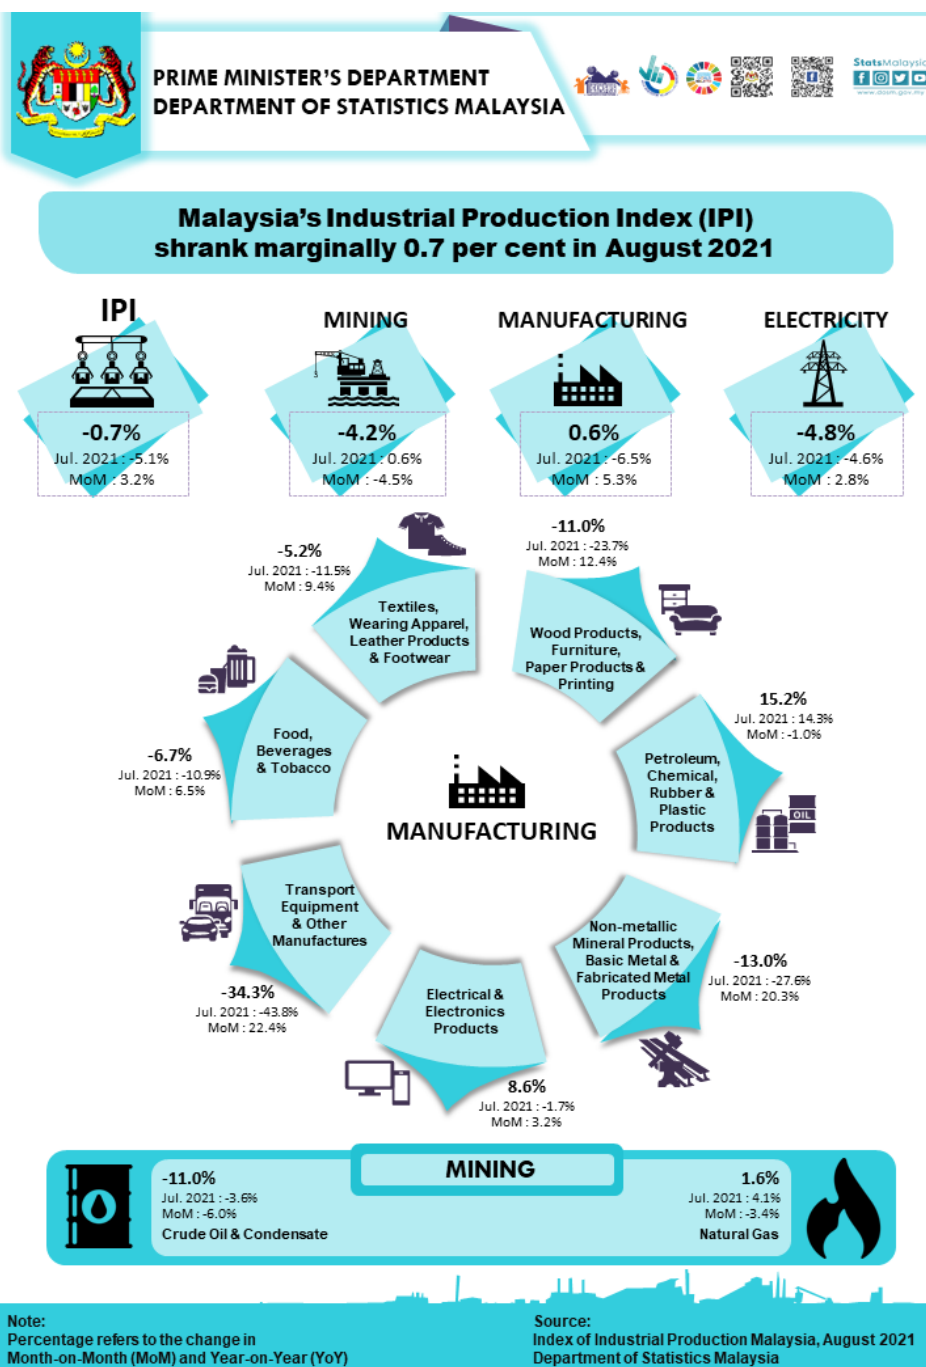 PRIME MINISTER'S DEPARTMENT
DEPARTMENT OF STATISTICS MALAYSIA
StatsMalaysia
www.dosm.gov.my
Malaysia's Industrial Production Index (IPI)
shrank marginally 0.7 per cent in August 2021
IPI
-0.7%
Jul. 2021 : -5.1%
MoM : 3.2%
MINING
-4.2%
Jul. 2021 : 0.6%
MoM : -4.5%
MANUFACTURING
0.6%
Jul. 2021 : -6.5%
MoM : 5.3%
ELECTRICITY
-4.8%
Jul. 2021 : -4.6%
MoM : 2.8%
-5.2%
Jul. 2021 : -11.5%
MoM : 9.4%
Textiles,
Wearing Apparel,
Leather Products
& Footwear
-11.0%
Jul. 2021 : -23.7%
MoM : 12.4%
Wood Products,
Furniture,
Paper Products &
Printing
15.2%
Jul. 2021 : 14.3%
MoM : -1.0%
Petroleum,
Chemical,
Rubber &
Plastic
Products
OIL
-6.7%
Jul. 2021 : -10.9%
MoM : 6.5%
Food,
Beverages
& Tobacco
MANUFACTURING
Transport
Equipment
& Other
Manufactures
-34.3%
Jul. 2021 : -43.8%
MoM : 22.4%
Non-metallic
Mineral Products,
Basic Metal &
Fabricated Metal
Products
-13.0%
Jul. 2021 : -27.6%
MoM : 20.3%
Electrical &
Electronics
Products
8.6%
Jul. 2021 : -1.7%
MoM : 3.2%
MINING
-11.0%
Jul. 2021 : -3.6%
MoM : -6.0%
Crude Oil & Condensate
1.6%
Jul. 2021 : 4.1%
MoM : -3.4%
Natural Gas
Note:
Percentage refers to the change in
Month-on-Month (MoM) and Year-on-Year (YoY)
Source:
Index of Industrial Production Malaysia, August 2021
Department of Statistics Malaysia